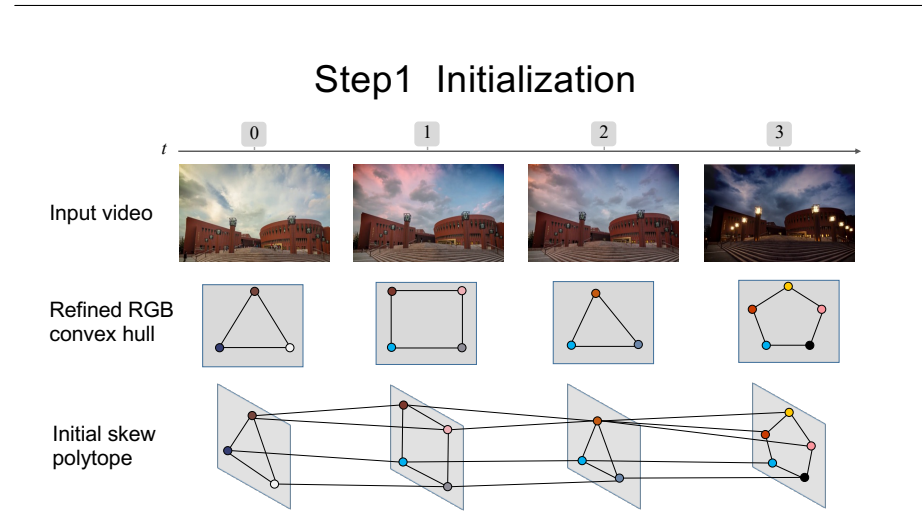 Step1 Initialization
t 0 1 2 3
Input video
Refined RGB
convex hull
Initial skew
polytope